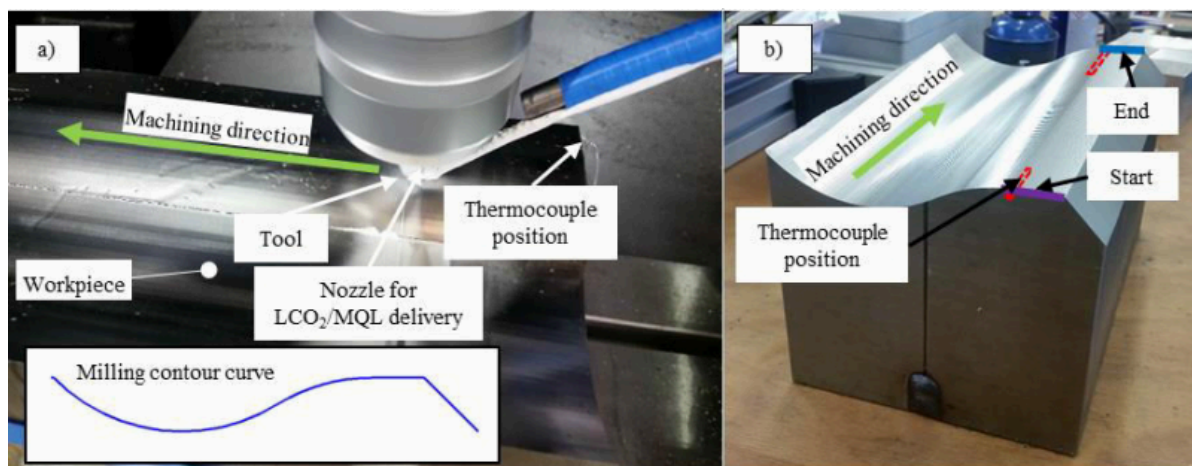 a)
Machining direction
Tool
Thermocouple
position
Workpiece
Nozzle for
LCO₂/MQL delivery
Milling contour curve
b)
Machining direction
End
Start
Thermocouple
position